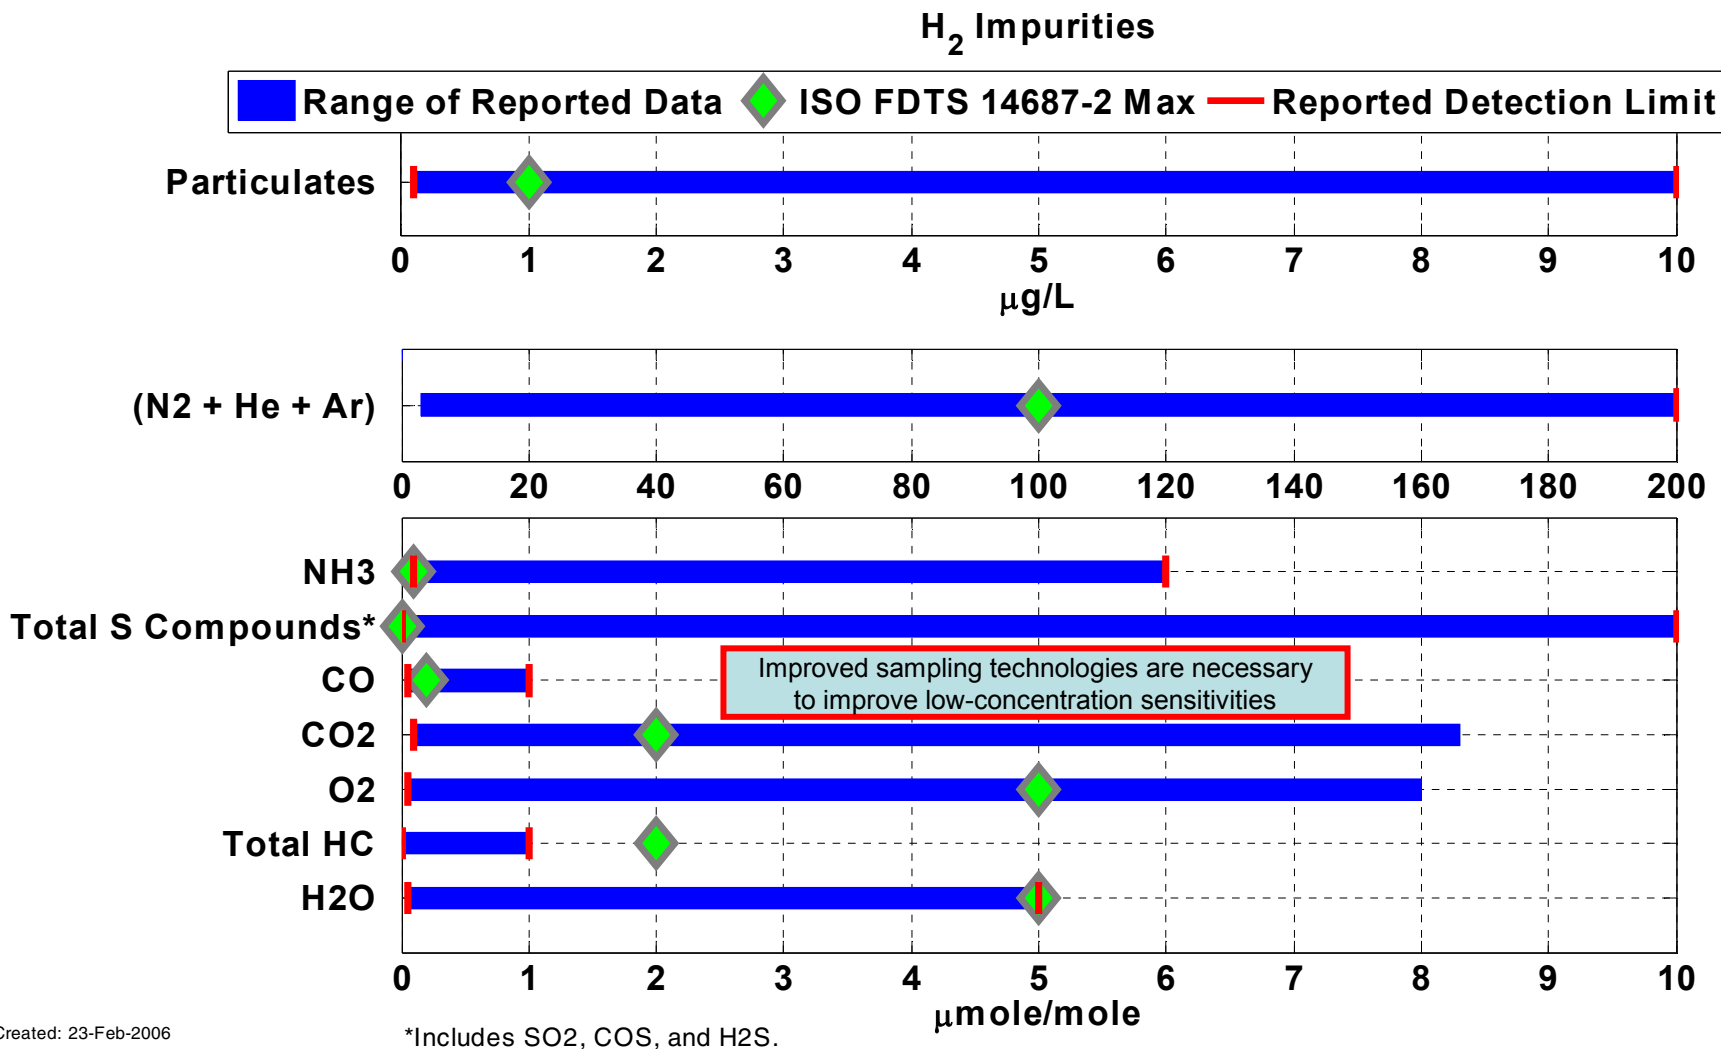 H2 Impurities
Range of Reported Data ISO FDTS 14687-2 Max Reported Detection Limit
Particulates
0 1 2 3 4 5 6 7 8 9 10
µg/L
(N2 + He + Ar)
0 20 40 60 80 100 120 140 160 180 200
NH3
Total S Compounds*
CO
Improved sampling technologies are necessary
to improve low-concentration sensitivities
CO2
O2
Total HC
H2O
0 1 2 3 4 5 6 7 8 9 10
µmole/mole
Created: 23-Feb-2006
*Includes SO2, COS, and H2S.